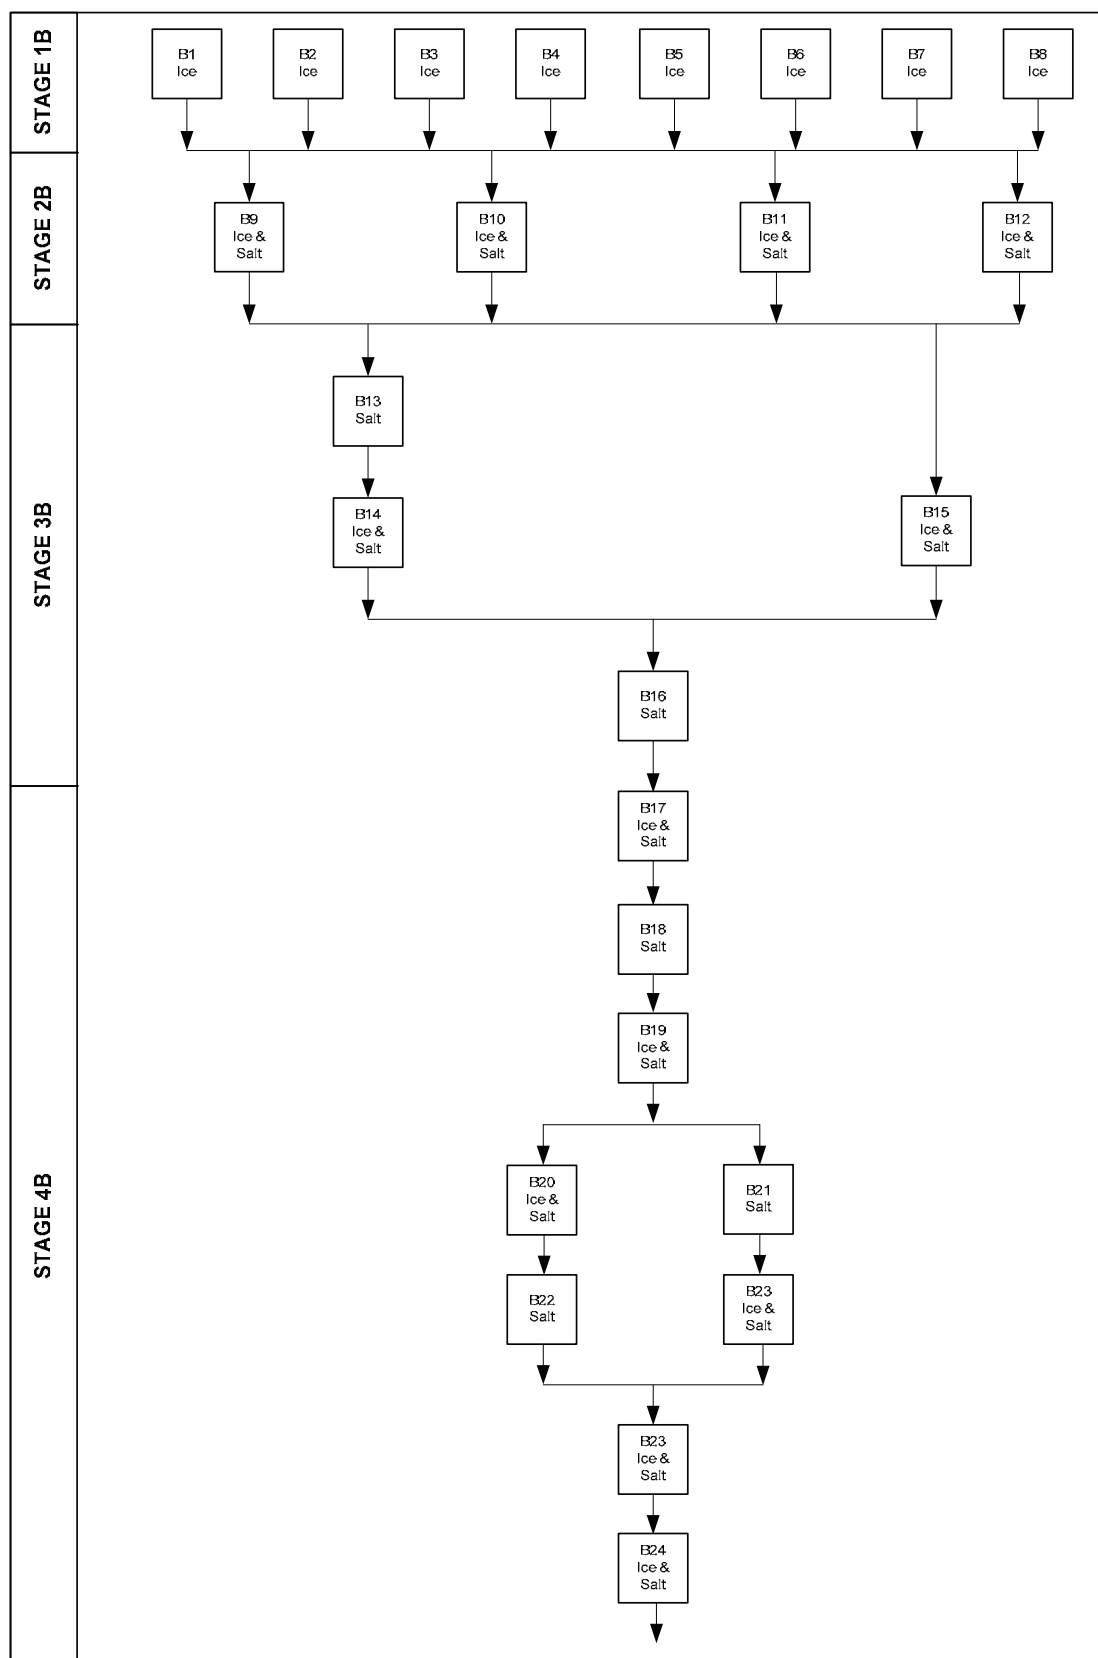 STAGE 1B
B1
Ice
B2
Ice
B3
Ice
B4
Ice
B5
Ice
B6
Ice
B7
Ice
B8
Ice
STAGE 2B
B9
Ice &
Salt
B10
Ice &
Salt
B11
Ice &
Salt
B12
Ice &
Salt
STAGE 3B
B13
Salt
B14
Ice &
Salt
B15
Ice &
Salt
B16
Salt
STAGE 4B
B17
Ice &
Salt
B18
Salt
B19
Ice &
Salt
B20
Ice &
Salt
B21
Salt
B22
Salt
B23
Ice &
Salt
B23
Ice &
Salt
B24
Ice &
Salt